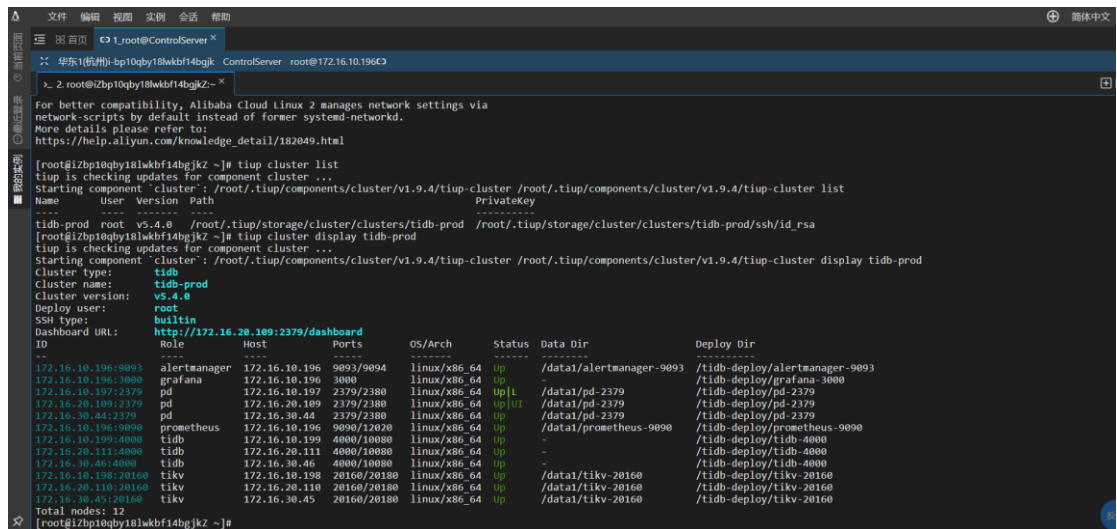 文件 编辑 视图 实例 会话 帮助 简体中文
首页 1_root@ControlServer ×
华东1(杭州)i-bp10qby18lwkbf14bgjk ControlServer root@172.16.10.196
>_ 2. root@iZbp10qby18lwkbf14bgjkZ:~ ×
当前页面
最近登录
我的实例
For better compatibility, Alibaba Cloud Linux 2 manages network settings via
network-scripts by default instead of former systemd-networkd.
More details please refer to:
https://help.aliyun.com/knowledge_detail/182049.html
[root@iZbp10qby18lwkbf14bgjkZ ~]# tiup cluster list
tiup is checking updates for component cluster ...
Starting component `cluster`: /root/.tiup/components/cluster/v1.9.4/tiup-cluster /root/.tiup/components/cluster/v1.9.4/tiup-cluster list
Name User Version Path PrivateKey
---- ---- ------- ---- ----------
tidb-prod root v5.4.0 /root/.tiup/storage/cluster/clusters/tidb-prod /root/.tiup/storage/cluster/clusters/tidb-prod/ssh/id_rsa
[root@iZbp10qby18lwkbf14bgjkZ ~]# tiup cluster display tidb-prod
tiup is checking updates for component cluster ...
Starting component `cluster`: /root/.tiup/components/cluster/v1.9.4/tiup-cluster /root/.tiup/components/cluster/v1.9.4/tiup-cluster display tidb-prod
Cluster type: tidb
Cluster name: tidb-prod
Cluster version: v5.4.0
Deploy user: root
SSH type: builtin
Dashboard URL: http://172.16.20.109:2379/dashboard
ID Role Host Ports OS/Arch Status Data Dir Deploy Dir
-- ---- ---- ----- ------- ------ -------- ----------
172.16.10.196:9093 alertmanager 172.16.10.196 9093/9094 linux/x86_64 Up /data1/alertmanager-9093 /tidb-deploy/alertmanager-9093
172.16.10.196:3000 grafana 172.16.10.196 3000 linux/x86_64 Up - /tidb-deploy/grafana-3000
172.16.10.197:2379 pd 172.16.10.197 2379/2380 linux/x86_64 Up|L /data1/pd-2379 /tidb-deploy/pd-2379
172.16.20.109:2379 pd 172.16.20.109 2379/2380 linux/x86_64 Up|UI /data1/pd-2379 /tidb-deploy/pd-2379
172.16.30.44:2379 pd 172.16.30.44 2379/2380 linux/x86_64 Up /data1/pd-2379 /tidb-deploy/pd-2379
172.16.10.196:9090 prometheus 172.16.10.196 9090/12020 linux/x86_64 Up /data1/prometheus-9090 /tidb-deploy/prometheus-9090
172.16.10.199:4000 tidb 172.16.10.199 4000/10080 linux/x86_64 Up - /tidb-deploy/tidb-4000
172.16.20.111:4000 tidb 172.16.20.111 4000/10080 linux/x86_64 Up - /tidb-deploy/tidb-4000
172.16.30.46:4000 tidb 172.16.30.46 4000/10080 linux/x86_64 Up - /tidb-deploy/tidb-4000
172.16.10.198:20160 tikv 172.16.10.198 20160/20180 linux/x86_64 Up /data1/tikv-20160 /tidb-deploy/tikv-20160
172.16.20.110:20160 tikv 172.16.20.110 20160/20180 linux/x86_64 Up /data1/tikv-20160 /tidb-deploy/tikv-20160
172.16.30.45:20160 tikv 172.16.30.45 20160/20180 linux/x86_64 Up /data1/tikv-20160 /tidb-deploy/tikv-20160
Total nodes: 12
[root@iZbp10qby18lwkbf14bgjkZ ~]#